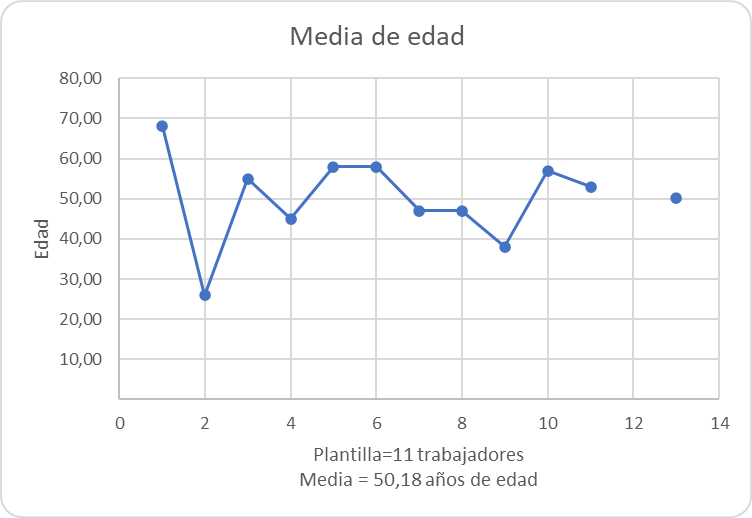 Media de edad
80,00
70,00
60,00
50,00
40,00
30,00
20,00
10,00
Edad
0 2 4 6 8 10 12 14
Plantilla=11 trabajadores
Media = 50,18 años de edad